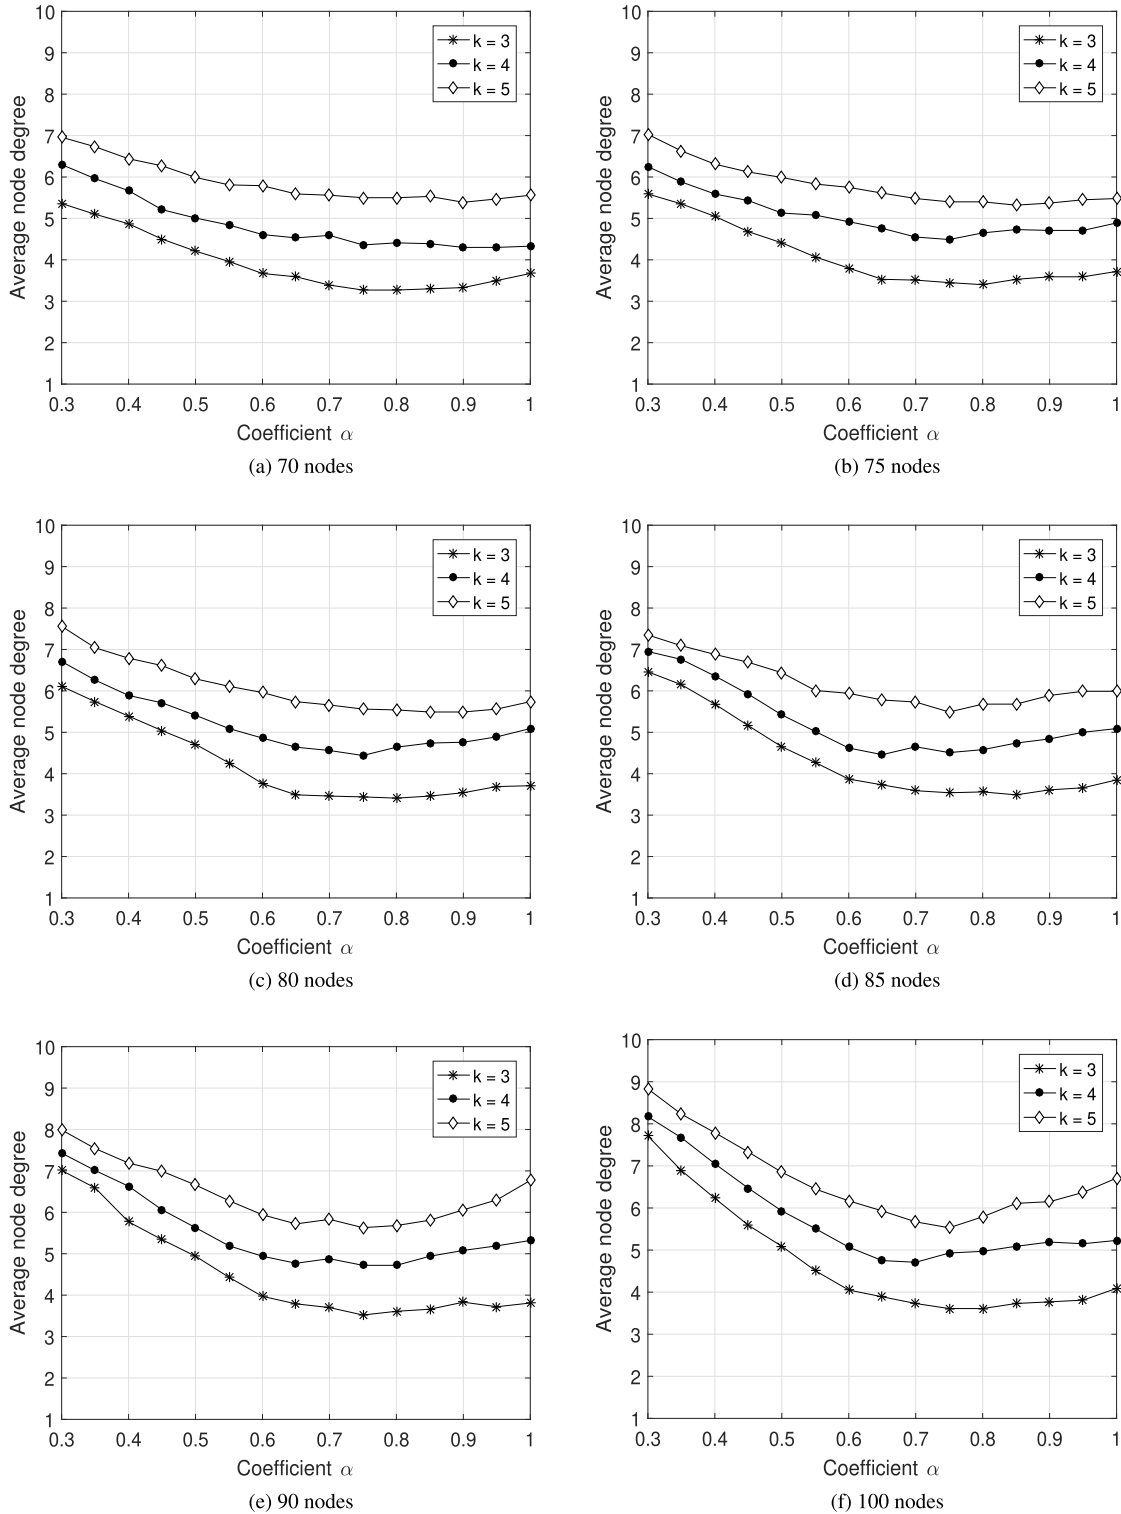 10
9
8
7
6
5
4
3
2
1
Average node degree
0.3 0.4 0.5 0.6 0.7 0.8 0.9 1
Coefficient α
k = 3
k = 4
k = 5
(a) 70 nodes
10
9
8
7
6
5
4
3
2
1
Average node degree
0.3 0.4 0.5 0.6 0.7 0.8 0.9 1
Coefficient α
k = 3
k = 4
k = 5
(b) 75 nodes
10
9
8
7
6
5
4
3
2
1
Average node degree
0.3 0.4 0.5 0.6 0.7 0.8 0.9 1
Coefficient α
k = 3
k = 4
k = 5
(c) 80 nodes
10
9
8
7
6
5
4
3
2
1
Average node degree
0.3 0.4 0.5 0.6 0.7 0.8 0.9 1
Coefficient α
k = 3
k = 4
k = 5
(d) 85 nodes
10
9
8
7
6
5
4
3
2
1
Average node degree
0.3 0.4 0.5 0.6 0.7 0.8 0.9 1
Coefficient α
k = 3
k = 4
k = 5
(e) 90 nodes
10
9
8
7
6
5
4
3
2
1
Average node degree
0.3 0.4 0.5 0.6 0.7 0.8 0.9 1
Coefficient α
k = 3
k = 4
k = 5
(f) 100 nodes